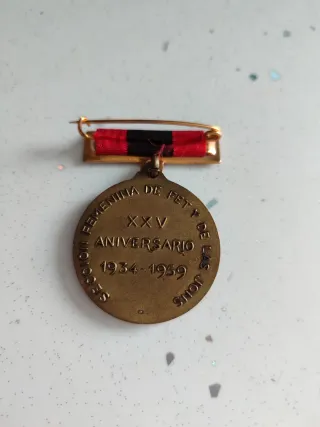 SECCION FEMENINA DE FET Y DE LAS JONS
XXV
ANIVERSARIO
1934-1959